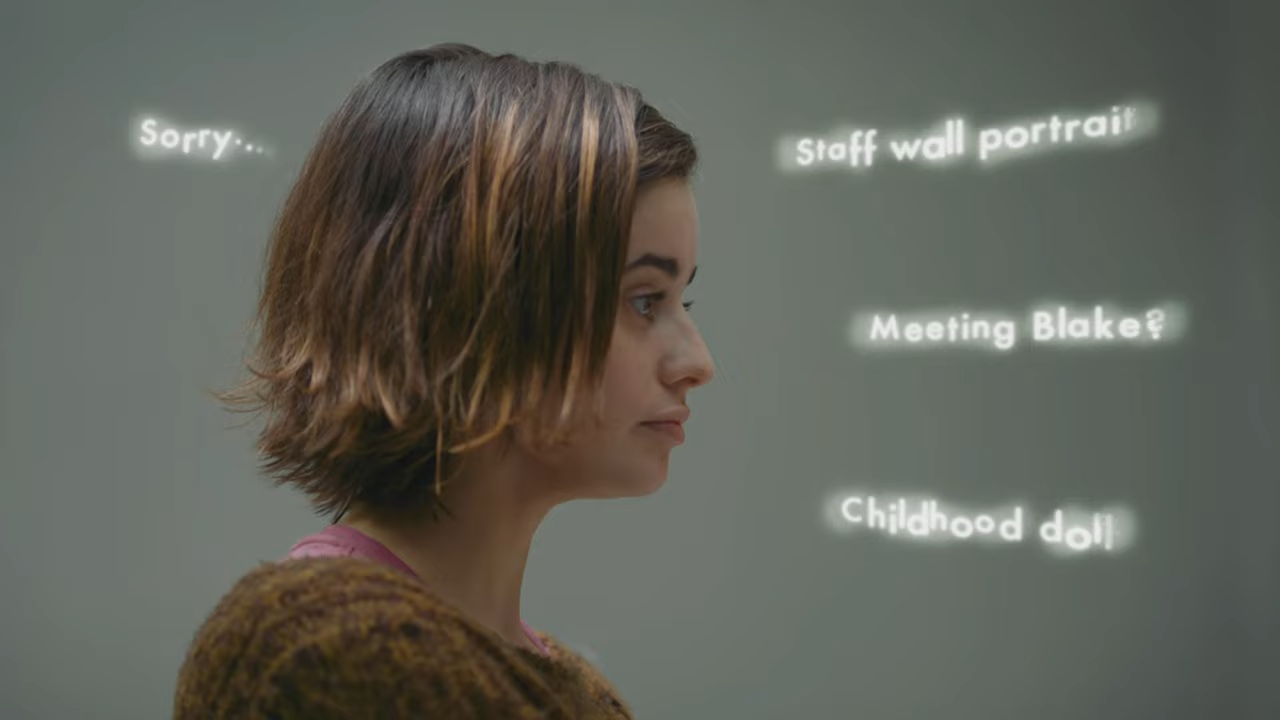 Sorry...
Staff wall portrait
Meeting Blake?
Childhood doll